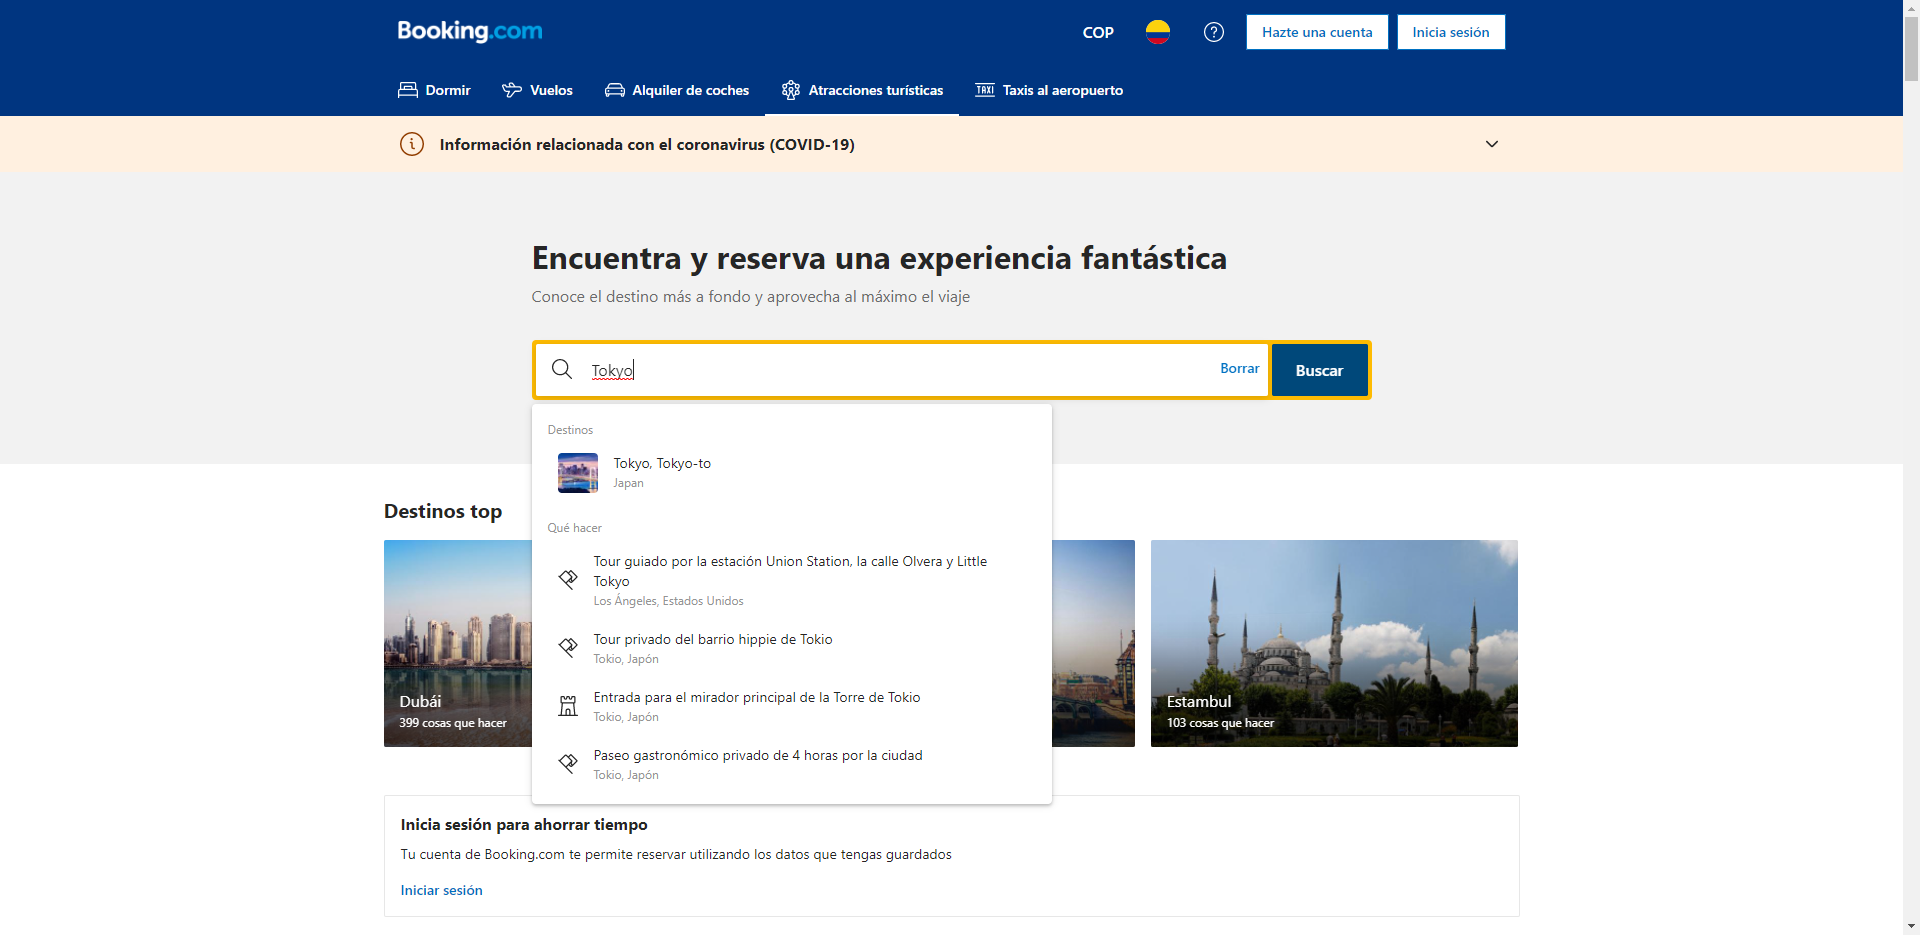 Booking.com
COP
Hazte una cuenta
Inicia sesión
Dormir
Vuelos
Alquiler de coches
Atracciones turísticas
TAXI
Taxis al aeropuerto
Información relacionada con el coronavirus (COVID-19)
Encuentra y reserva una experiencia fantástica
Conoce el destino más a fondo y aprovecha al máximo el viaje
Tokyo
Borrar
Buscar
Destinos
Tokyo, Tokyo-to
Japan
Qué hacer
Tour guiado por la estación Union Station, la calle Olvera y Little
Tokyo
Los Ángeles, Estados Unidos
Tour privado del barrio hippie de Tokio
Tokio, Japón
Entrada para el mirador principal de la Torre de Tokio
Tokio, Japón
Paseo gastronómico privado de 4 horas por la ciudad
Tokio, Japón
Destinos top
Dubái
399 cosas que hacer
Estambul
103 cosas que hacer
Inicia sesión para ahorrar tiempo
Tu cuenta de Booking.com te permite reservar utilizando los datos que tengas guardados
Iniciar sesión